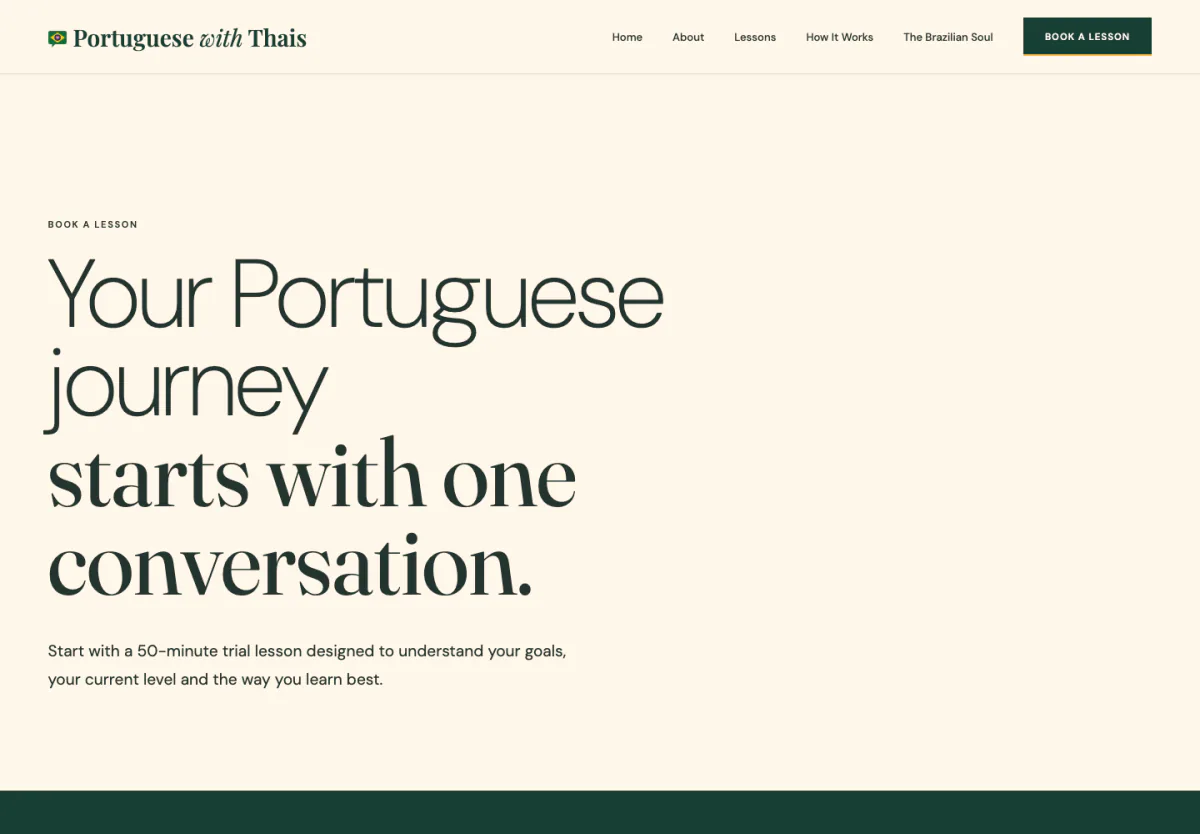 Portuguese with Thais
Home
About
Lessons
How It Works
The Brazilian Soul
BOOK A LESSON
BOOK A LESSON
Your Portuguese
journey
starts with one
conversation.
Start with a 50-minute trial lesson designed to understand your goals,
your current level and the way you learn best.